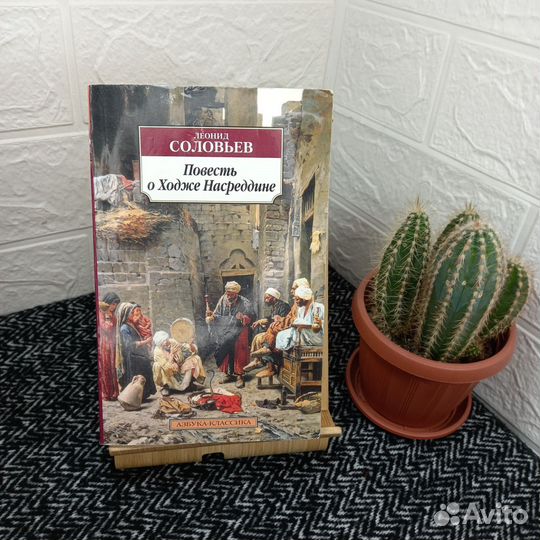 ЛЕОНИД
СОЛОВЬЕВ
Повесть
о Ходже Насреддине
АЗБУКА-КЛАССИКА
Avito